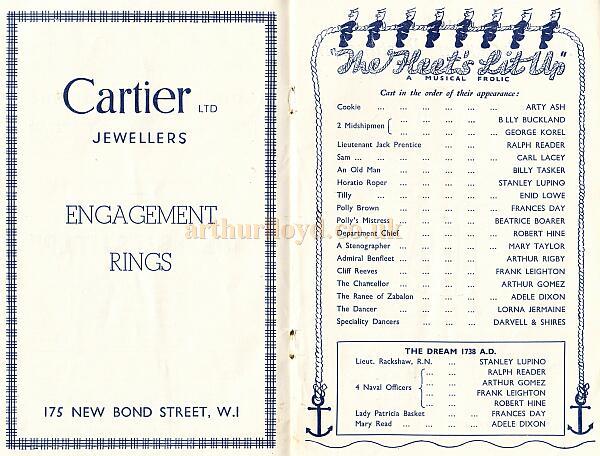 Cartier LTD
JEWELLERS
ENGAGEMENT
RINGS
175 NEW BOND STREET, W.1
arthurlloyd.co.uk
"The Fleet's Lit Up"
A MUSICAL FROLIC
Cast in the order of their appearance:
Cookie ... ... ... ... ... ARTY ASH
2 Midshipmen { ... ... ... BILLY BUCKLAND
... ... ... GEORGE KOREL
Lieutenant Jack Prentice ... ... RALPH READER
Sam ... ... ... ... ... CARL LACEY
An Old Man ... ... ... BILLY TASKER
Horatio Roper ... ... ... STANLEY LUPINO
Tilly ... ... ... ... ENID LOWE
Polly Brown ... ... ... FRANCES DAY
Polly's Mistress ... ... ... BEATRICE BOARER
Department Chief ... ... ... ROBERT HINE
A Stenographer ... ... ... MARY TAYLOR
Admiral Benfleet ... ... ... ARTHUR RIGBY
Cliff Reeves ... ... ... FRANK LEIGHTON
The Chancellor ... ... ... ARTHUR GOMEZ
The Ranee of Zabalon ... ... ... ADELE DIXON
The Dancer ... ... ... LORNA JERMAINE
Speciality Dancers ... ... ... DARVELL & SHIRES
THE DREAM 1738 A.D.
Lieut. Rackshaw, R.N. ... ... STANLEY LUPINO
RALPH READER
4 Naval Officers { ... ... ARTHUR GOMEZ
FRANK LEIGHTON
ROBERT HINE
Lady Patricia Basket ... ... FRANCES DAY
Mary Read ... ... ... ... ADELE DIXON